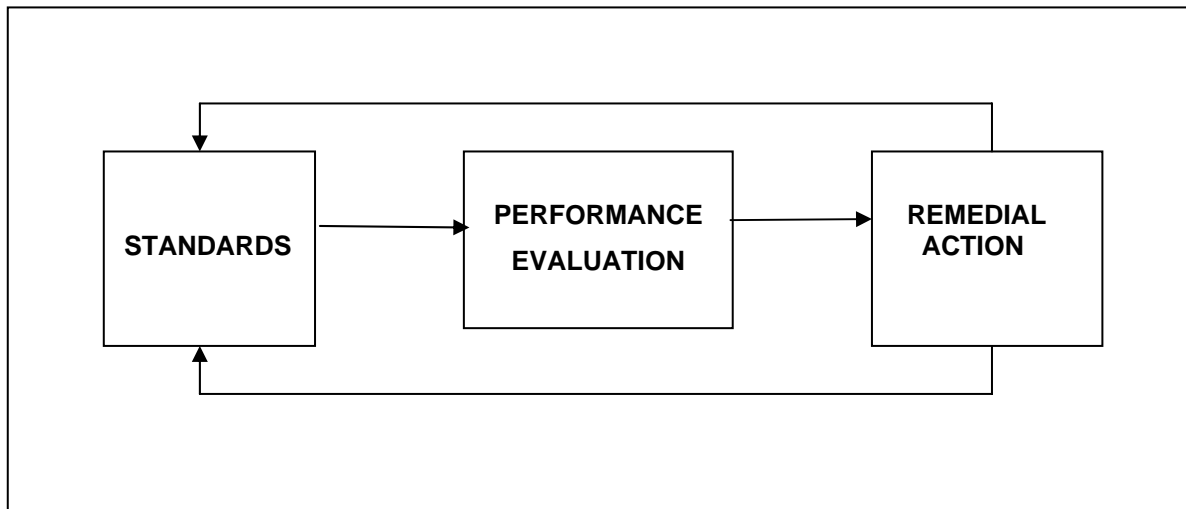 STANDARDS
PERFORMANCE
EVALUATION
REMEDIAL
ACTION